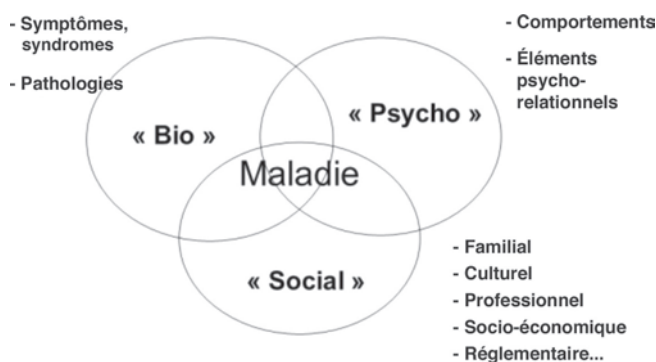 - Symptômes,
syndromes
- Pathologies
- Comportements
- Éléments
psycho-
relationnels
« Bio »
« Psycho »
Maladie
« Social »
- Familial
- Culturel
- Professionnel
- Socio-économique
- Réglementaire...